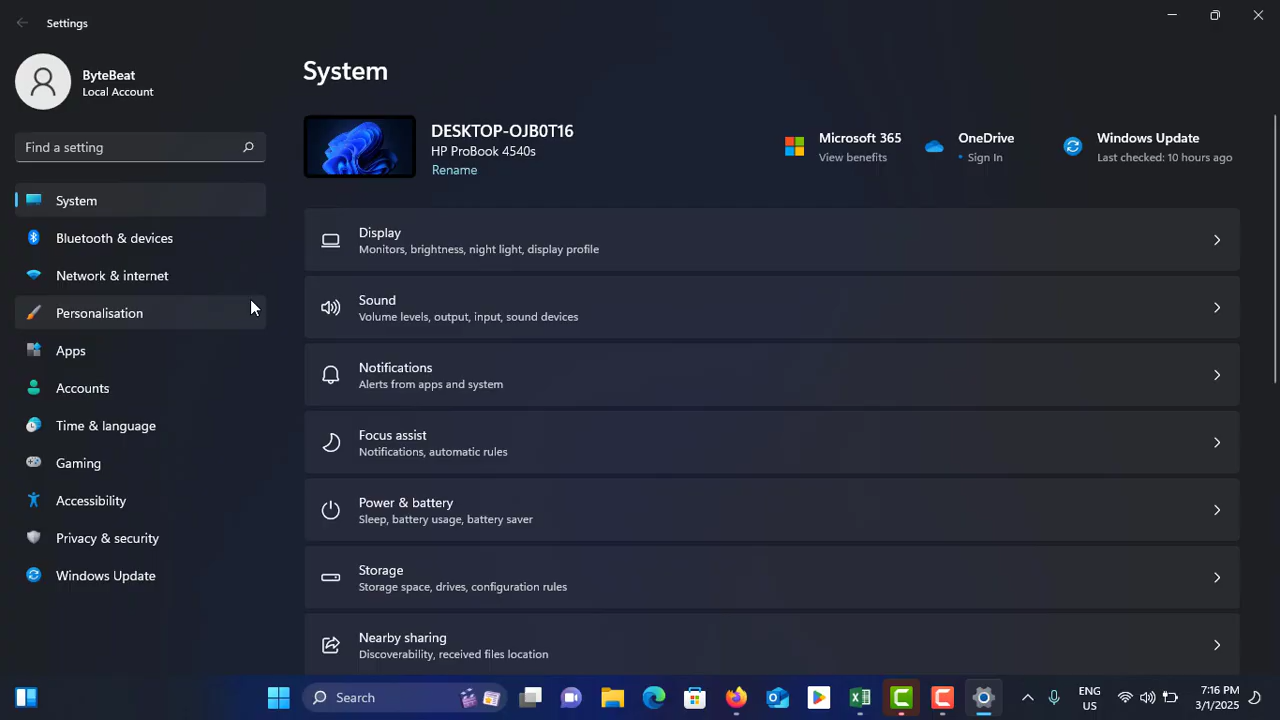 Settings
ByteBeat
Local Account
Find a setting
System
Bluetooth & devices
Network & internet
Personalisation
Apps
Accounts
Time & language
Gaming
Accessibility
Privacy & security
Windows Update
System
DESKTOP-OJB0T16
HP ProBook 4540s
Rename
Microsoft 365
View benefits
OneDrive
• Sign In
Windows Update
Last checked: 10 hours ago
Display
Monitors, brightness, night light, display profile
Sound
Volume levels, output, input, sound devices
Notifications
Alerts from apps and system
Focus assist
Notifications, automatic rules
Power & battery
Sleep, battery usage, battery saver
Storage
Storage space, drives, configuration rules
Nearby sharing
Discoverability, received files location
Search
ENG
US
7:16 PM
3/1/2025